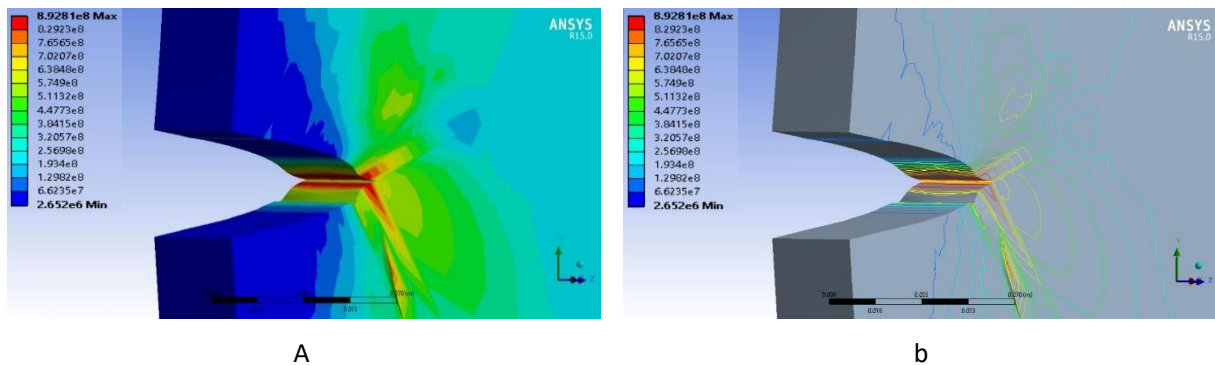 8.9281e8 Max
8.2923e8
7.6565e8
7.0207e8
6.3848e8
5.749e8
5.1132e8
4.4773e8
3.8415e8
3.2057e8
2.5698e8
1.9340e8
1.2982e8
6.6235e7
2.652e6 Min
ANSYS
R15.0
0.070 (m)
0.053
A
8.9281e8 Max
8.2923e8
7.6565e8
7.0207e8
6.3848e8
5.749e8
5.1132e8
4.4773e8
3.8415e8
3.2057e8
2.5698e8
1.934e8
1.2982e8
6.6235e7
2.652e6 Min
ANSYS
R15.0
Y
Z
0.000
0.035
0.070 (m)
0.018
0.053
b